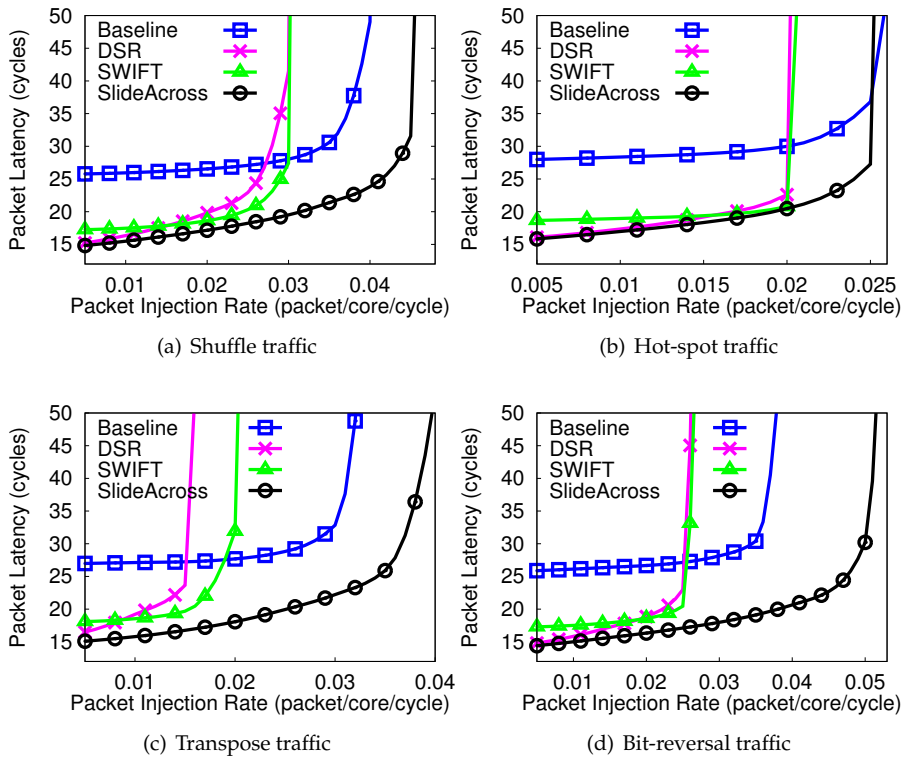 50
45
40
35
30
25
20
15
Packet Latency (cycles)
Baseline
DSR
SWIFT
SlideAcross
0.01 0.02 0.03 0.04
Packet Injection Rate (packet/core/cycle)
(a) Shuffle traffic
50
45
40
35
30
25
20
15
Packet Latency (cycles)
Baseline
DSR
SWIFT
SlideAcross
0.005 0.01 0.015 0.02 0.025
Packet Injection Rate (packet/core/cycle)
(b) Hot-spot traffic
50
45
40
35
30
25
20
15
Packet Latency (cycles)
Baseline
DSR
SWIFT
SlideAcross
0.01 0.02 0.03 0.04
Packet Injection Rate (packet/core/cycle)
(c) Transpose traffic
50
45
40
35
30
25
20
15
Packet Latency (cycles)
Baseline
DSR
SWIFT
SlideAcross
0.01 0.02 0.03 0.04 0.05
Packet Injection Rate (packet/core/cycle)
(d) Bit-reversal traffic